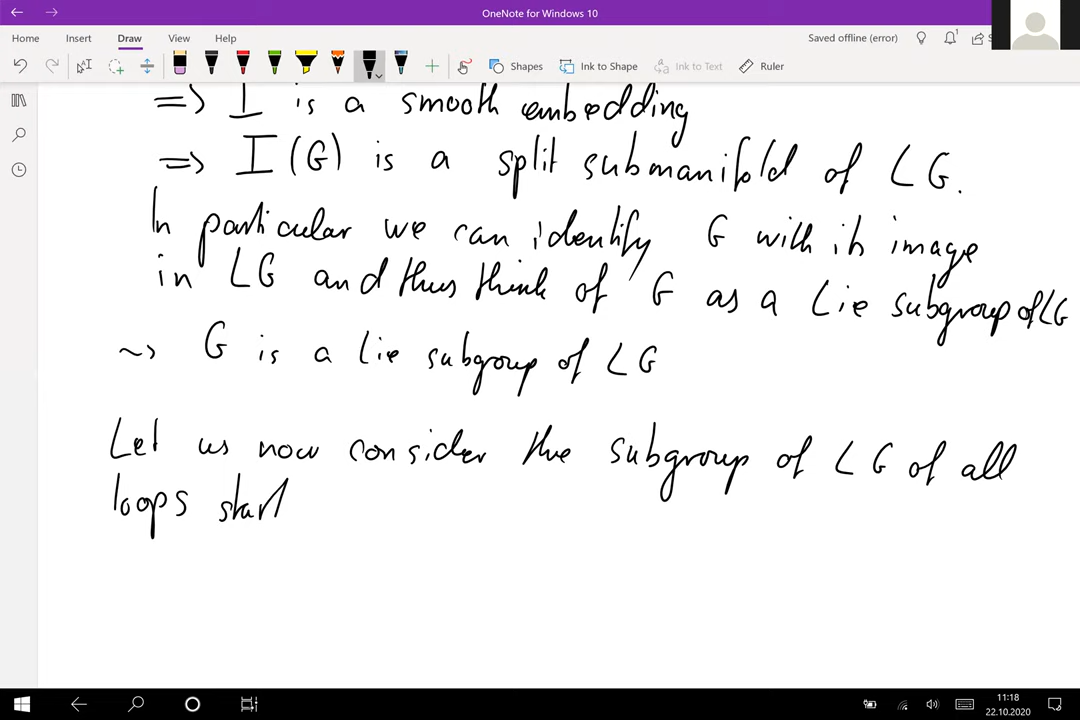 OneNote for Windows 10
Home Insert Draw View Help
Saved offline (error)
Shapes Ink to Shape Ink to Text Ruler
=> I is a smooth embedding
=> I(G) is a split submanifold of LG.
In particular we can identify G with its image
in LG and thus think of G as a Lie subgroup of LG
~> G is a Lie subgroup of LG
Let us now consider the subgroup of LG of all
loops start
11:18
22.10.2020